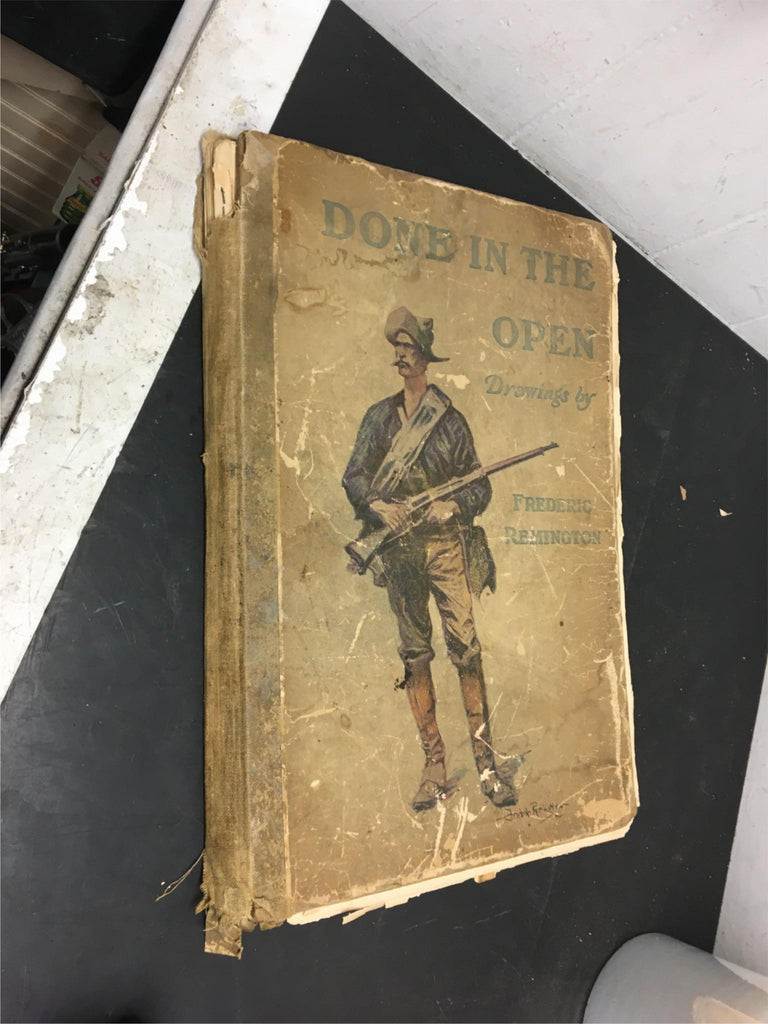 DONE IN THE
OPEN
Drawings by
FREDERIC
REMINGTON